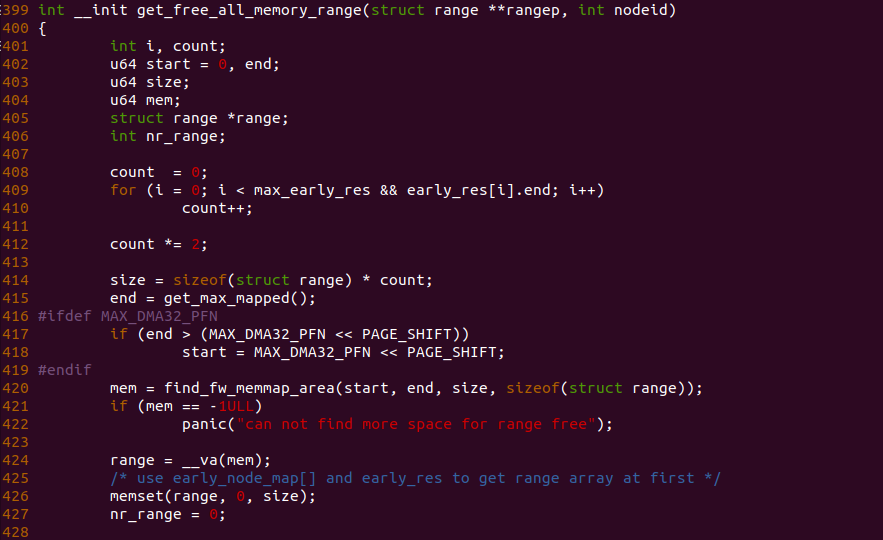 399 int __init get_free_all_memory_range(struct range **rangep, int nodeid)
400 {
401         int i, count;
402         u64 start = 0, end;
403         u64 size;
404         u64 mem;
405         struct range *range;
406         int nr_range;
407
408         count  = 0;
409         for (i = 0; i < max_early_res && early_res[i].end; i++)
410                 count++;
411
412         count *= 2;
413
414         size = sizeof(struct range) * count;
415         end = get_max_mapped();
416 #ifdef MAX_DMA32_PFN
417         if (end > (MAX_DMA32_PFN << PAGE_SHIFT))
418                 start = MAX_DMA32_PFN << PAGE_SHIFT;
419 #endif
420         mem = find_fw_memmap_area(start, end, size, sizeof(struct range));
421         if (mem == -1ULL)
422                 panic("can not find more space for range free");
423
424         range = __va(mem);
425         /* use early_node_map[] and early_res to get range array at first */
426         memset(range, 0, size);
427         nr_range = 0;
428